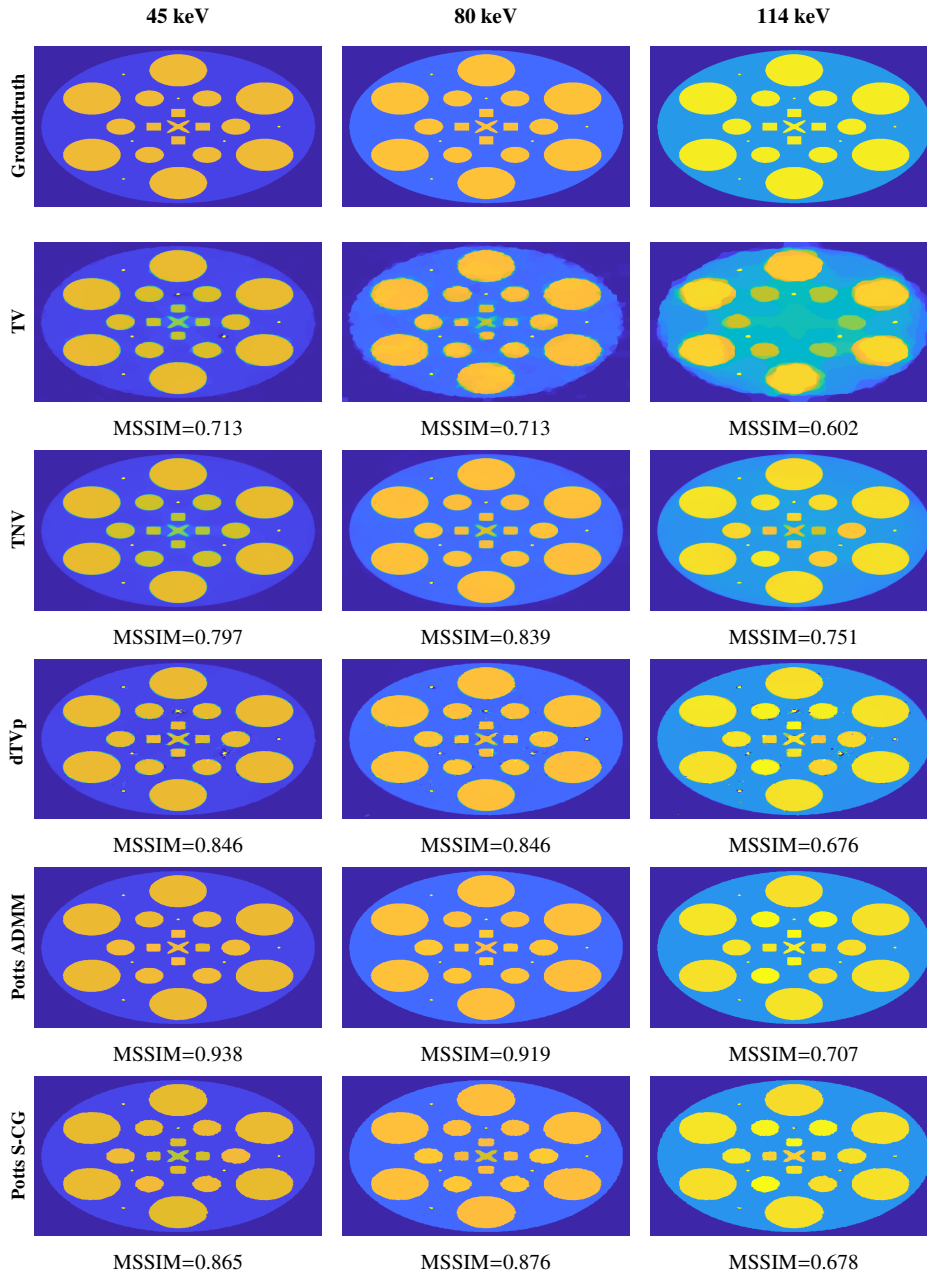 45 keV 80 keV 114 keV
Groundtruth
TV
MSSIM=0.713 MSSIM=0.713 MSSIM=0.602
TNV
MSSIM=0.797 MSSIM=0.839 MSSIM=0.751
dTVp
MSSIM=0.846 MSSIM=0.846 MSSIM=0.676
Potts ADMM
MSSIM=0.938 MSSIM=0.919 MSSIM=0.707
Potts S-CG
MSSIM=0.865 MSSIM=0.876 MSSIM=0.678